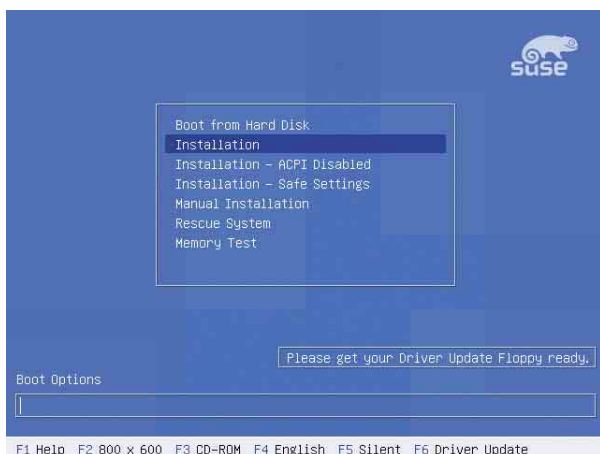 suse
Boot from Hard Disk
Installation
Installation - ACPI Disabled
Installation - Safe Settings
Manual Installation
Rescue System
Memory Test
Please get your Driver Update Floppy ready.
Boot Options
F1 Help F2 800 x 600 F3 CD-ROM F4 English F5 Silent F6 Driver Update